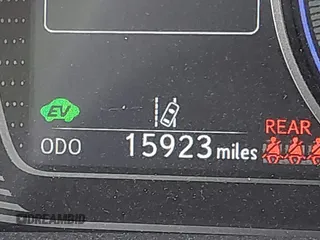 EV
REAR
ODO 15923 miles
DREAMBID